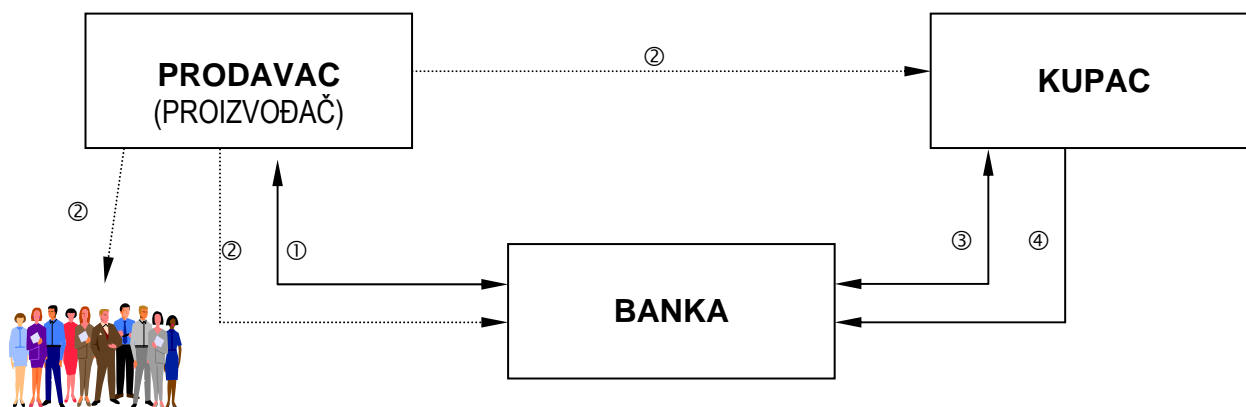 ②
PRODAVAC
(PROIZVOĐAČ)
KUPAC
②
②
①
③
④
BANKA